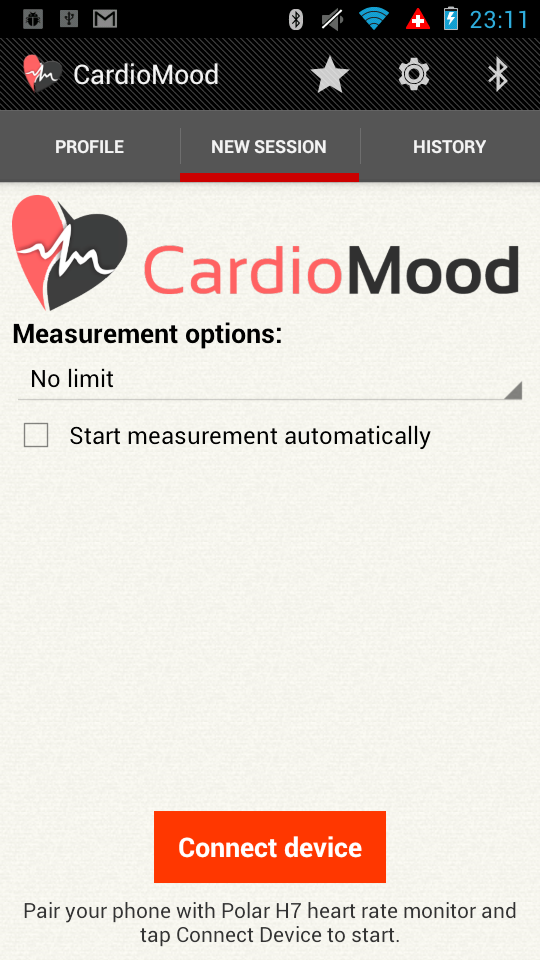 23:11
CardioMood
PROFILE
NEW SESSION
HISTORY
CardioMood
Measurement options:
No limit
Start measurement automatically
Connect device
Pair your phone with Polar H7 heart rate monitor and
tap Connect Device to start.